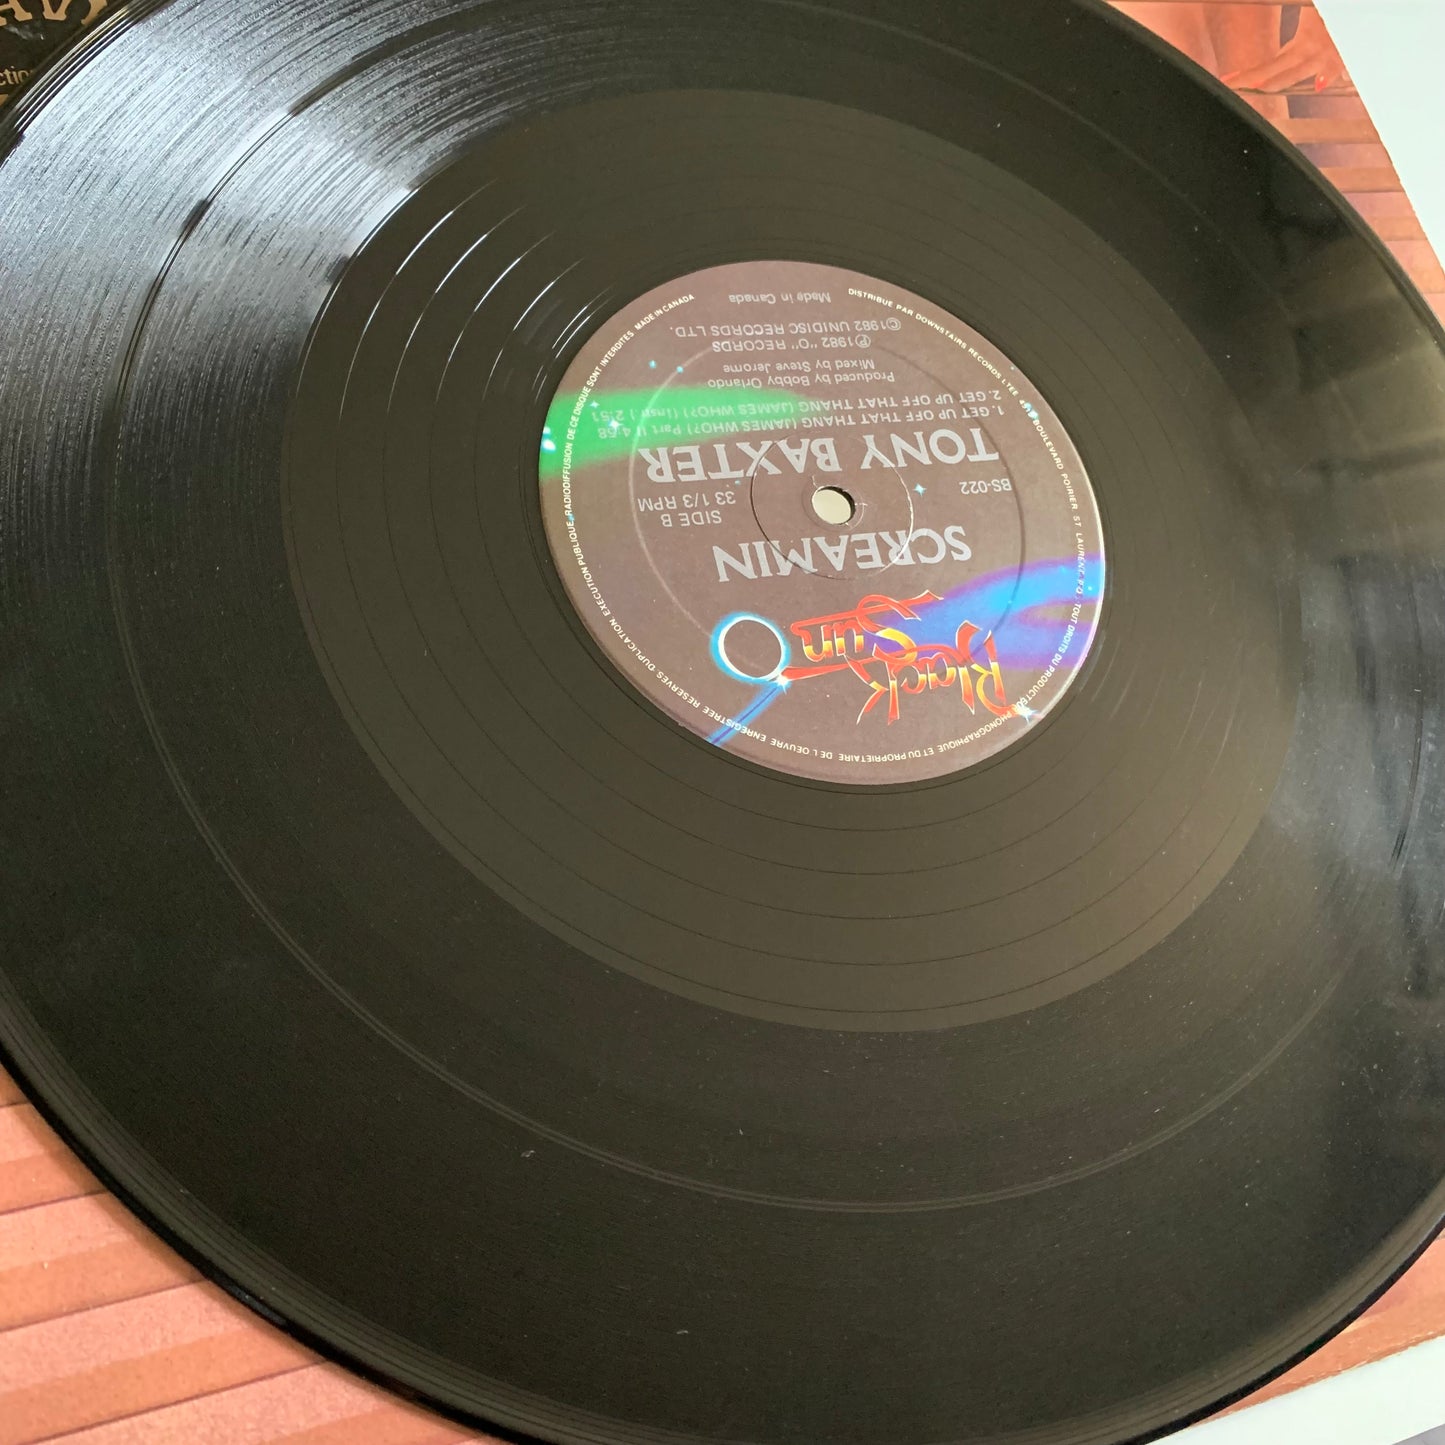 Black
Sun
SCREAMIN
BS-022
SIDE B
33 1/3 RPM
TONY BAXTER
1. GET UP OFF THAT THANG (JAMES WHO?) Part II 4:58
2. GET UP OFF THAT THANG (JAMES WHO?) (Instr.) 2:51
Produced by Bobby Orlando
Mixed by Steve Jerome
Ⓟ1982 "O" RECORDS
©1982 UNIDISC RECORDS LTD.
Made in Canada
TOUT DROITS DU PRODUCTEUR PHONOGRAPHIQUE ET DU PROPRIETAIRE DE L OEUVRE ENREGISTREE RESERVES DUPLICATION EXECUTION PUBLIQUE RADIODIFFUSION DE CE DISQUE SONT INTERDITES MADE IN CANADA
DISTRIBUE PAR DOWNSTAIRS RECORDS LTEE BOULEVARD POIRIER ST LAURENT, P.Q.